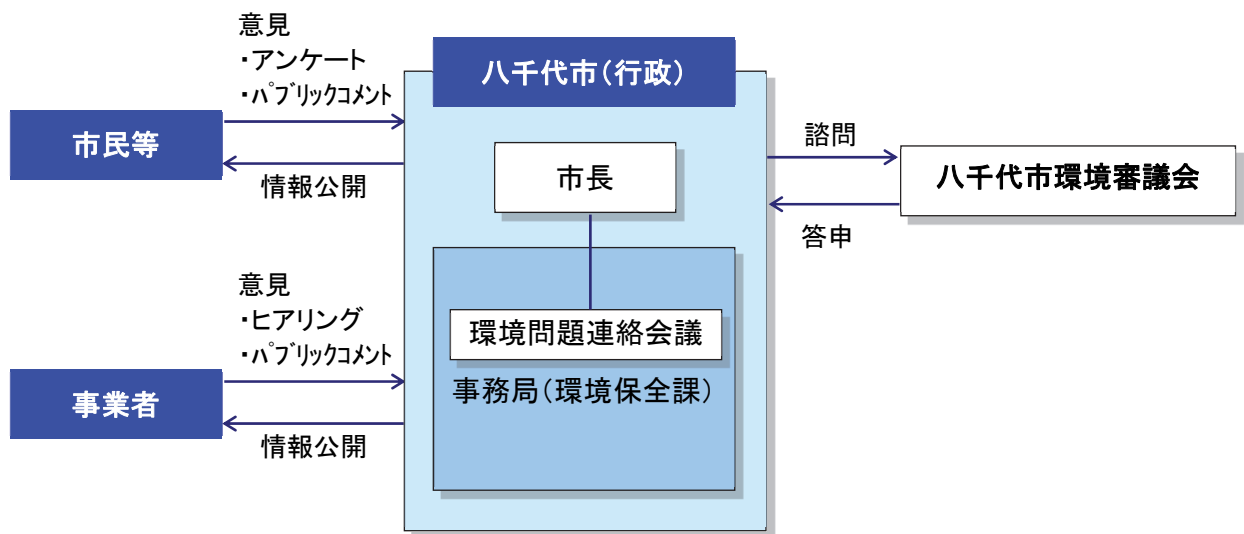 意見
・アンケート
・パブリックコメント
市民等
情報公開
意見
・ヒアリング
・パブリックコメント
事業者
情報公開
八千代市（行政）
市長
環境問題連絡会議
事務局（環境保全課）
諮問
八千代市環境審議会
答申